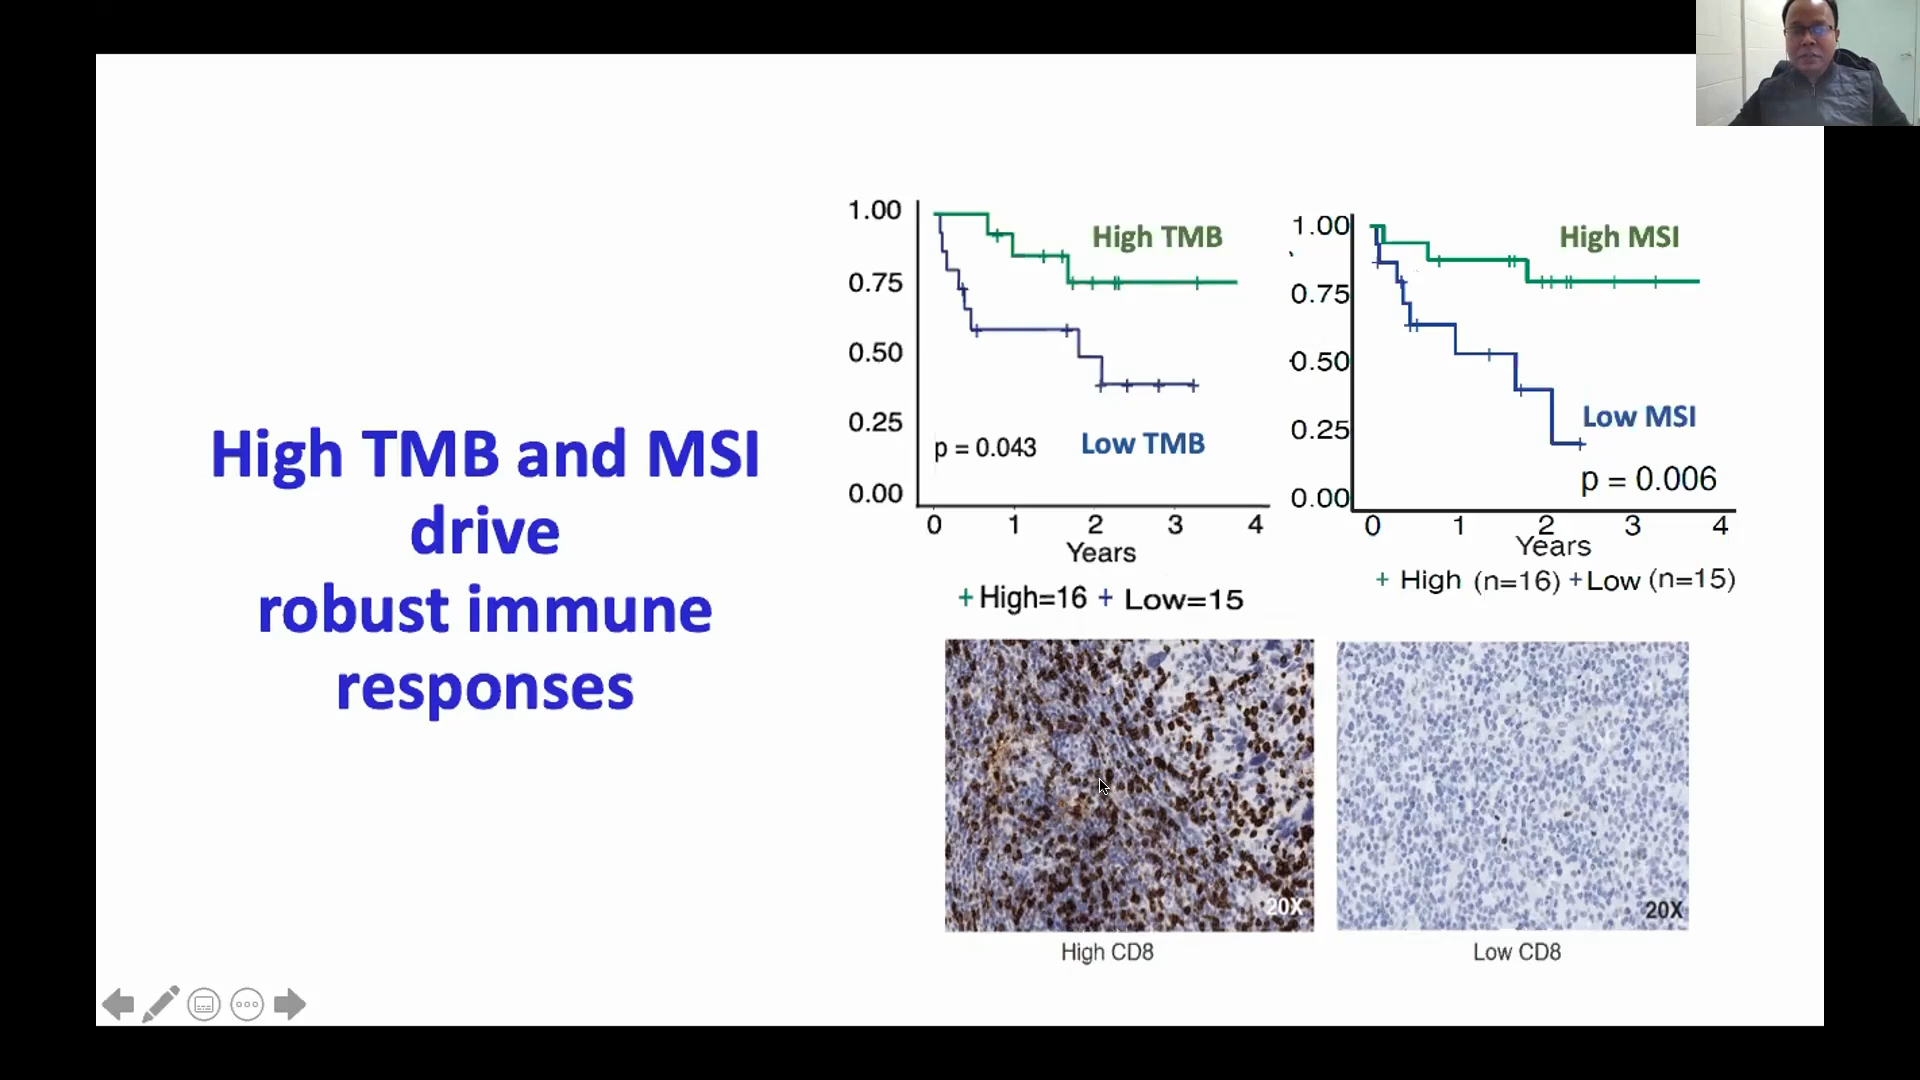 High TMB and MSI
drive
robust immune
responses
1.00
0.75
0.50
0.25
0.00
High TMB
Low TMB
p = 0.043
0 1 2 3 4
Years
+ High=16 + Low=15
1.00
0.75
0.50
0.25
0.00
High MSI
Low MSI
p = 0.006
0 1 2 3 4
Years
+ High (n=16) +Low (n=15)
20X
High CD8
20X
Low CD8